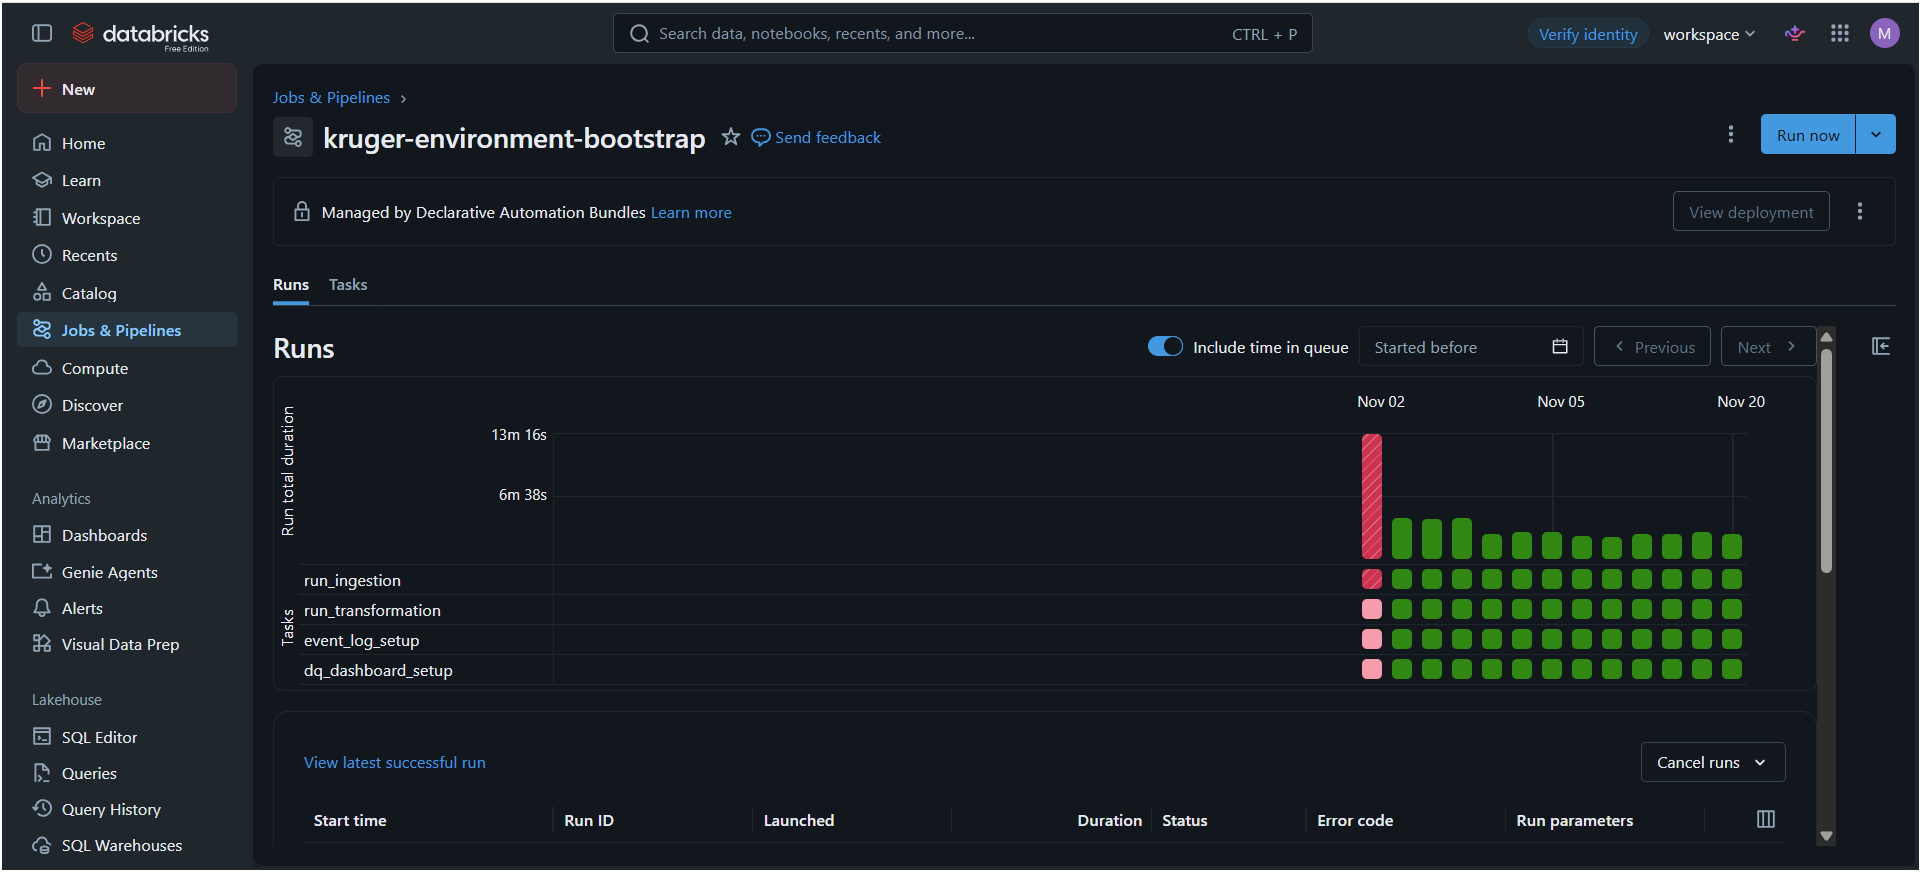 databricks
Free Edition
Search data, notebooks, recents, and more...
CTRL + P
Verify identity
workspace
M
New
Home
Learn
Workspace
Recents
Catalog
Jobs & Pipelines
Compute
Discover
Marketplace
Analytics
Dashboards
Genie Agents
Alerts
Visual Data Prep
Lakehouse
SQL Editor
Queries
Query History
SQL Warehouses
Jobs & Pipelines
kruger-environment-bootstrap
Send feedback
Run now
Managed by Declarative Automation Bundles Learn more
View deployment
Runs
Tasks
Runs
Include time in queue
Started before
Previous
Next
Nov 02
Nov 05
Nov 20
Run total duration
13m 16s
6m 38s
Tasks
run_ingestion
run_transformation
event_log_setup
dq_dashboard_setup
View latest successful run
Cancel runs
Start time
Run ID
Launched
Duration
Status
Error code
Run parameters